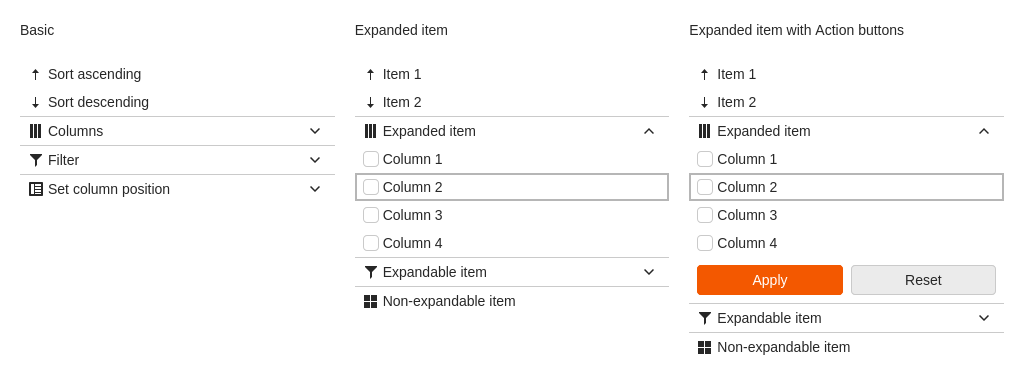 Basic
Sort ascending
Sort descending
Columns
Filter
Set column position
Expanded item
Item 1
Item 2
Expanded item
Column 1
Column 2
Column 3
Column 4
Expandable item
Non-expandable item
Expanded item with Action buttons
Item 1
Item 2
Expanded item
Column 1
Column 2
Column 3
Column 4
Apply
Reset
Expandable item
Non-expandable item